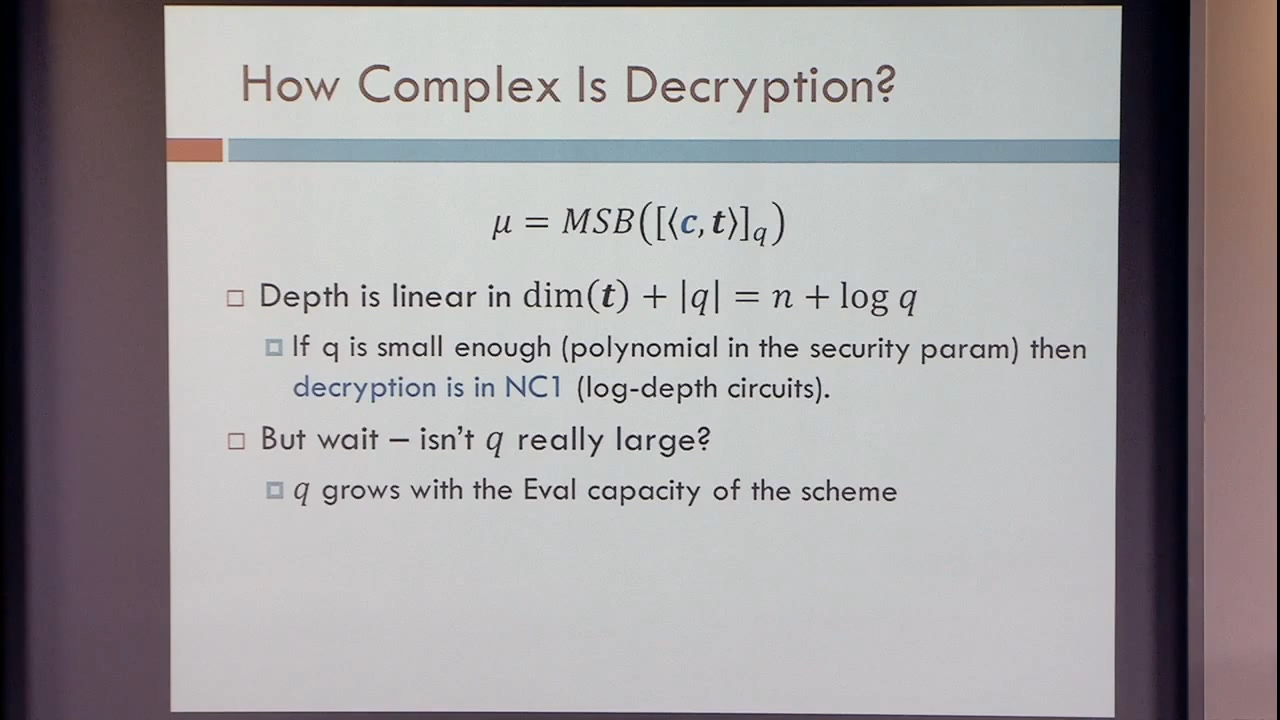 How Complex Is Decryption?
μ = MSB([⟨c, t⟩]_q)
Depth is linear in dim(t) + |q| = n + log q
If q is small enough (polynomial in the security param) then
decryption is in NC1 (log-depth circuits).
But wait – isn't q really large?
q grows with the Eval capacity of the scheme